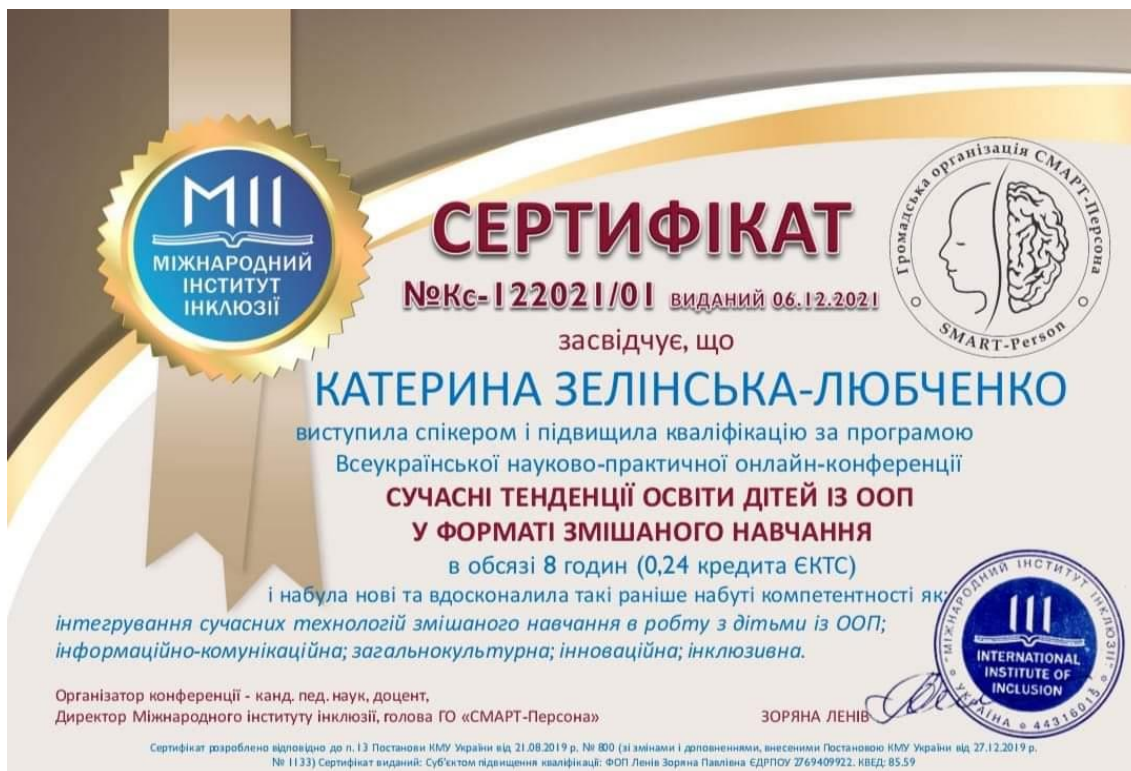 МІІ
МІЖНАРОДНИЙ
ІНСТИТУТ
ІНКЛЮЗІЇ
Громадська організація СМАРТ-Персона
SMART-Person
СЕРТИФІКАТ
№Кс-122021/01 ВИДАНИЙ 06.12.2021
засвідчує, що
КАТЕРИНА ЗЕЛІНСЬКА-ЛЮБЧЕНКО
виступила спікером і підвищила кваліфікацію за програмою
Всеукраїнської науково-практичної онлайн-конференції
СУЧАСНІ ТЕНДЕНЦІЇ ОСВІТИ ДІТЕЙ ІЗ ООП
У ФОРМАТІ ЗМІШАНОГО НАВЧАННЯ
в обсязі 8 годин (0,24 кредита ЄКТС)
і набула нові та вдосконалила такі раніше набуті компетентності як:
інтегрування сучасних технологій змішаного навчання в робту з дітьми із ООП;
інформаційно-комунікаційна; загальнокультурна; інноваційна; інклюзивна.
Організатор конференції - канд. пед. наук, доцент,
Директор Міжнародного інституту інклюзії, голова ГО «СМАРТ-Персона»
ЗОРЯНА ЛЕНІВ
"МІЖНАРОДНИЙ ІНСТИТУТ ІНКЛЮЗІЇ"
УКРАЇНА 44316015
III
INTERNATIONAL
INSTITUTE OF
INCLUSION
Сертифікат розроблено відповідно до п. 13 Постанови КМУ України від 21.08.2019 р. № 800 (зі змінами і доповненнями, внесеними Постановою КМУ України від 27.12.2019 р.
№ 1133) Сертифікат виданий: Суб'єктом підвищення кваліфікації: ФОП Ленів Зоряна Павлівна ЄДРПОУ 2769409922. КВЕД: 85.59